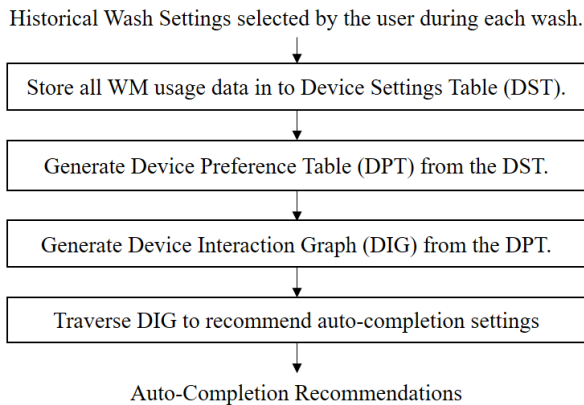 Historical Wash Settings selected by the user during each wash.
Store all WM usage data in to Device Settings Table (DST).
Generate Device Preference Table (DPT) from the DST.
Generate Device Interaction Graph (DIG) from the DPT.
Traverse DIG to recommend auto-completion settings
Auto-Completion Recommendations